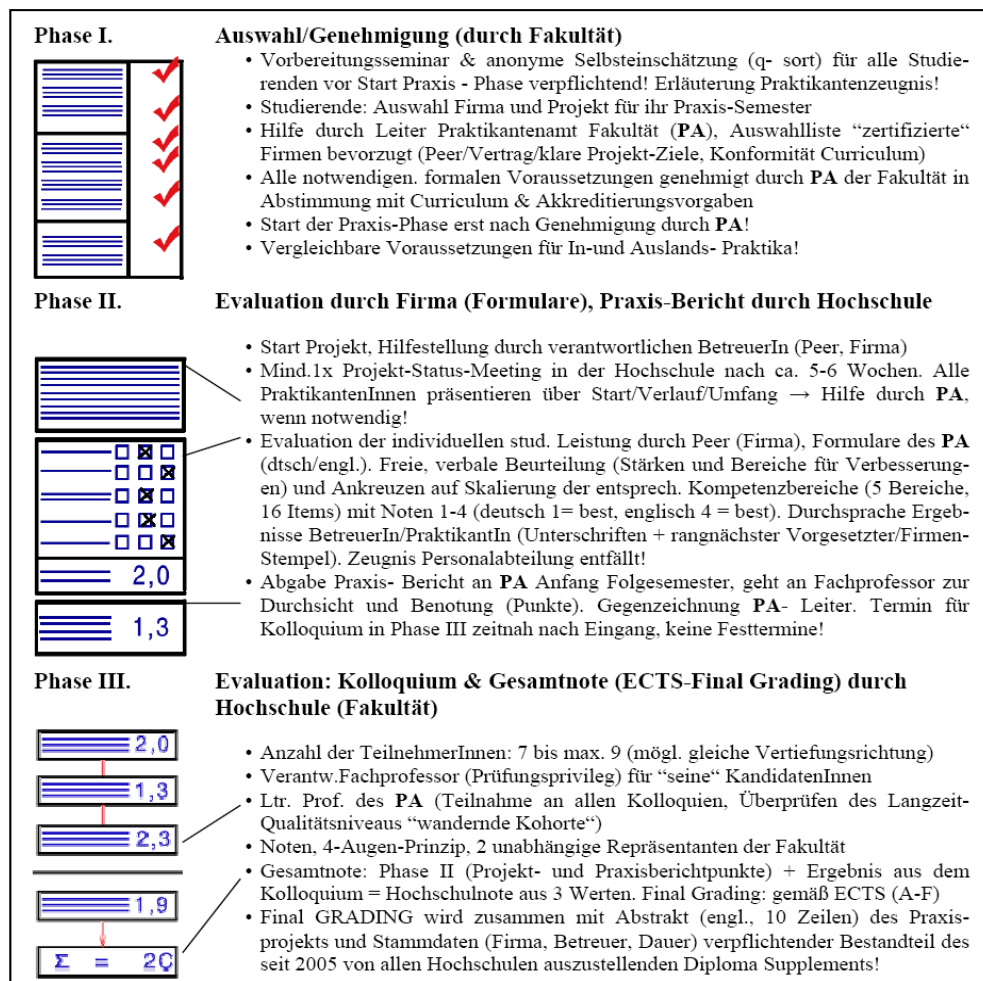 Phase I.
Auswahl/Genehmigung (durch Fakultät)
• Vorbereitungsseminar & anonyme Selbsteinschätzung (q- sort) für alle Studie-
renden vor Start Praxis - Phase verpflichtend! Erläuterung Praktikantenzeugnis!
• Studierende: Auswahl Firma und Projekt für ihr Praxis-Semester
• Hilfe durch Leiter Praktikantenamt Fakultät (PA), Auswahlliste “zertifizierte“
Firmen bevorzugt (Peer/Vertrag/klare Projekt-Ziele, Konformität Curriculum)
• Alle notwendigen. formalen Voraussetzungen genehmigt durch PA der Fakultät in
Abstimmung mit Curriculum & Akkreditierungsvorgaben
• Start der Praxis-Phase erst nach Genehmigung durch PA!
• Vergleichbare Voraussetzungen für In-und Auslands- Praktika!
Phase II.
Evaluation durch Firma (Formulare), Praxis-Bericht durch Hochschule
• Start Projekt, Hilfestellung durch verantwortlichen BetreuerIn (Peer, Firma)
• Mind.1x Projekt-Status-Meeting in der Hochschule nach ca. 5-6 Wochen. Alle
PraktikantenInnen präsentieren über Start/Verlauf/Umfang → Hilfe durch PA,
wenn notwendig!
• Evaluation der individuellen stud. Leistung durch Peer (Firma), Formulare des PA
(dtsch/engl.). Freie, verbale Beurteilung (Stärken und Bereiche für Verbesserung-
en) und Ankreuzen auf Skalierung der entsprech. Kompetenzbereiche (5 Bereiche,
16 Items) mit Noten 1-4 (deutsch 1= best, englisch 4 = best). Durchsprache Ergeb-
nisse BetreuerIn/PraktikantIn (Unterschriften + rangnächster Vorgesetzter/Firmen-
Stempel). Zeugnis Personalabteilung entfällt!
• Abgabe Praxis- Bericht an PA Anfang Folgesemester, geht an Fachprofessor zur
Durchsicht und Benotung (Punkte). Gegenzeichnung PA- Leiter. Termin für
Kolloquium in Phase III zeitnah nach Eingang, keine Festtermine!
2,0
1,3
Phase III.
Evaluation: Kolloquium & Gesamtnote (ECTS-Final Grading) durch
Hochschule (Fakultät)
• Anzahl der TeilnehmerInnen: 7 bis max. 9 (mögl. gleiche Vertiefungsrichtung)
• Verantw.Fachprofessor (Prüfungsprivileg) für “seine“ KandidatenInnen
• Ltr. Prof. des PA (Teilnahme an allen Kolloquien, Überprüfen des Langzeit-
Qualitätsniveaus “wandernde Kohorte“)
• Noten, 4-Augen-Prinzip, 2 unabhängige Repräsentanten der Fakultät
• Gesamtnote: Phase II (Projekt- und Praxisberichtpunkte) + Ergebnis aus dem
Kolloquium = Hochschulnote aus 3 Werten. Final Grading: gemäß ECTS (A-F)
• Final GRADING wird zusammen mit Abstrakt (engl., 10 Zeilen) des Praxis-
projekts und Stammdaten (Firma, Betreuer, Dauer) verpflichtender Bestandteil des
seit 2005 von allen Hochschulen auszustellenden Diploma Supplements!
2,0
1,3
2,3
1,9
Σ =